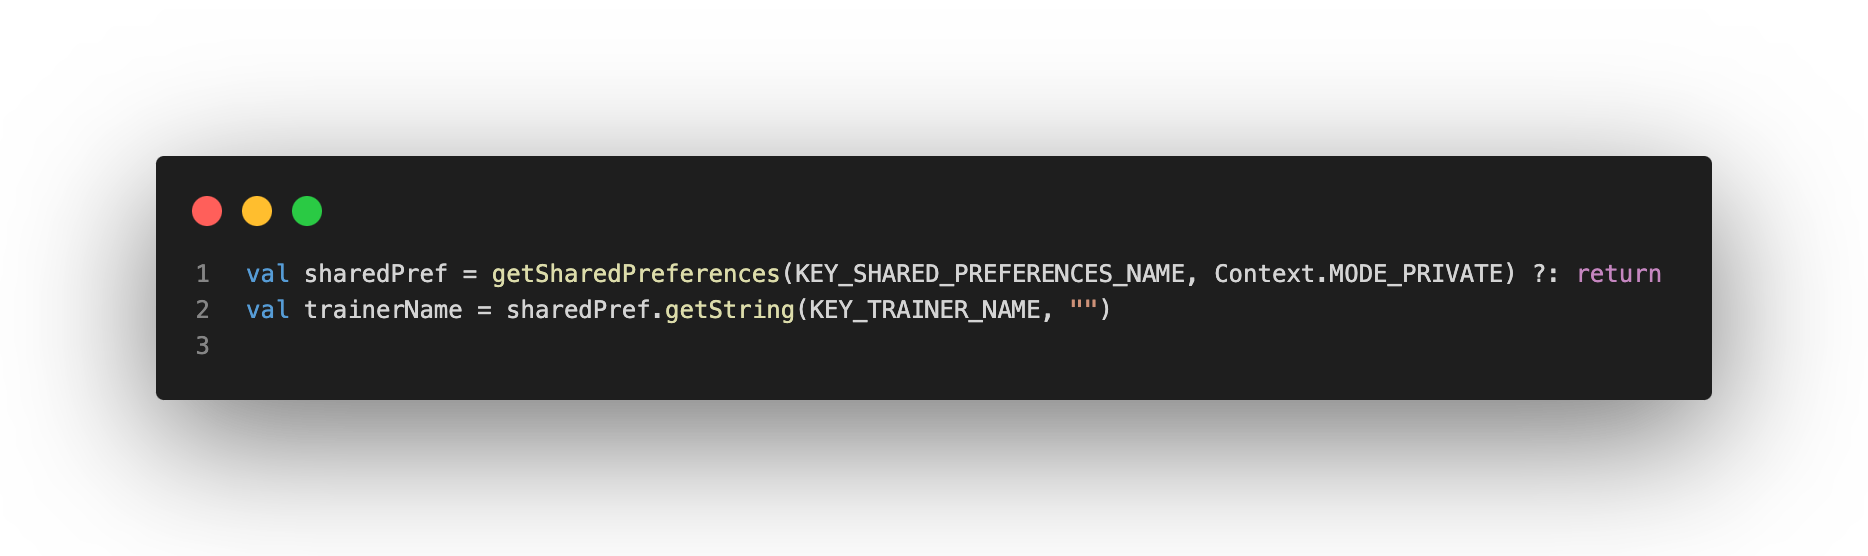 1 val sharedPref = getSharedPreferences(KEY_SHARED_PREFERENCES_NAME, Context.MODE_PRIVATE) ?: return
2 val trainerName = sharedPref.getString(KEY_TRAINER_NAME, "")
3